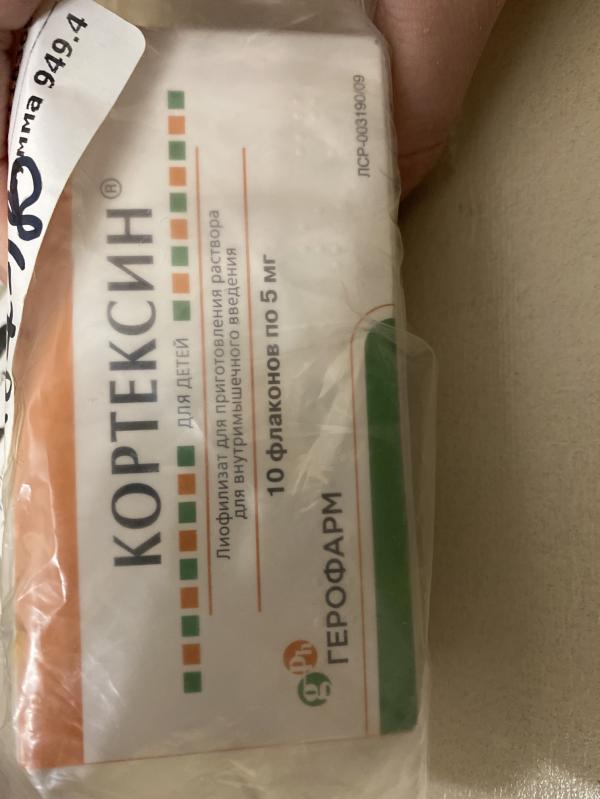 949.4
КОРТЕКСИН®
ДЛЯ ДЕТЕЙ
Лиофилизат для приготовления раствора
для внутримышечного введения
10 флаконов по 5 мг
gph
ГЕРОФАРМ
ЛСР-003190/09